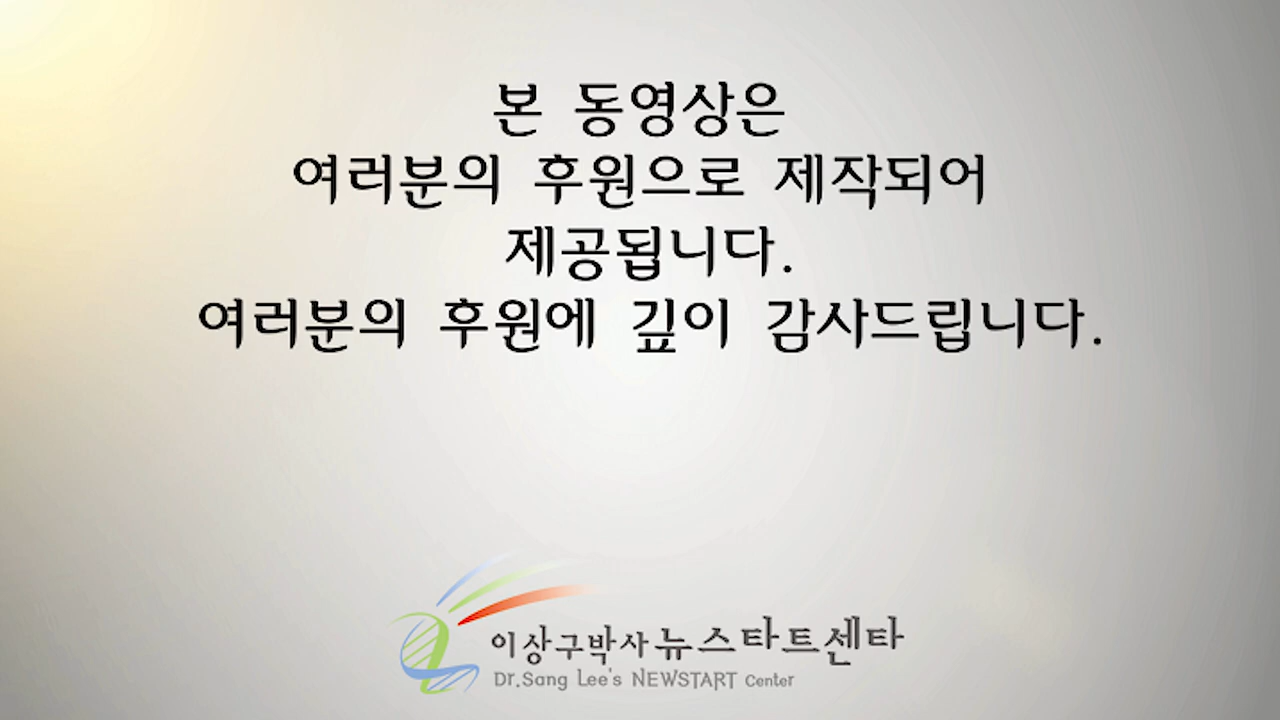 본 동영상은
여러분의 후원으로 제작되어
제공됩니다.
여러분의 후원에 깊이 감사드립니다.
이상구박사 뉴스타트센타
Dr.Sang Lee's NEWSTART Center